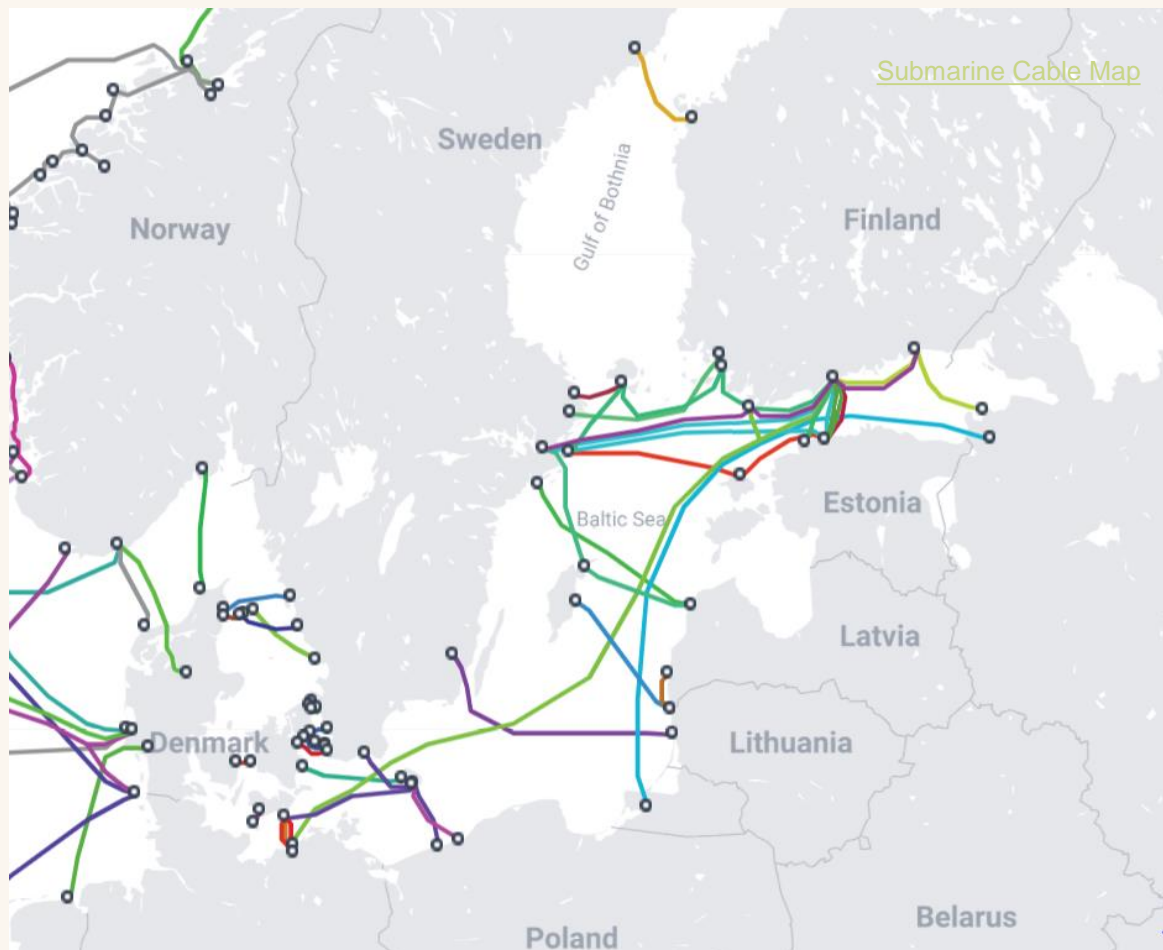 Submarine Cable Map
Sweden
Gulf of Bothnia
Finland
Norway
Estonia
Baltic Sea
Latvia
Denmark
Lithuania
Belarus
Poland